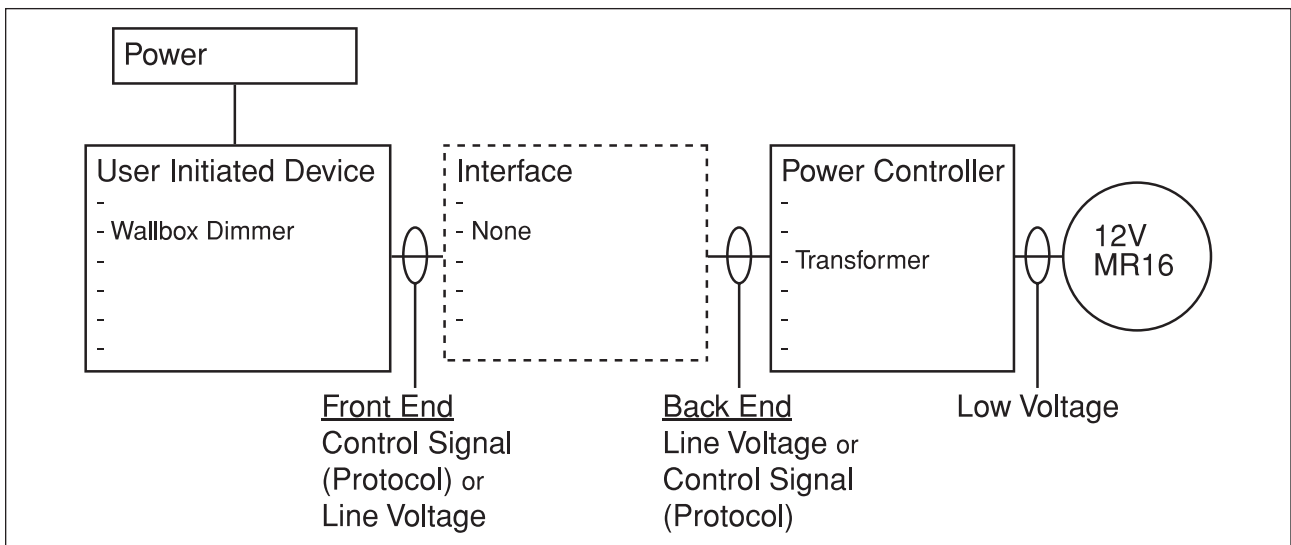 Power
User Initiated Device
-
- Wallbox Dimmer
-
-
-
-
Interface
-
- None
-
-
-
Power Controller
-
-
- Transformer
-
-
-
12V
MR16
Front End
Control Signal
(Protocol) or
Line Voltage
Back End
Line Voltage or
Control Signal
(Protocol)
Low Voltage